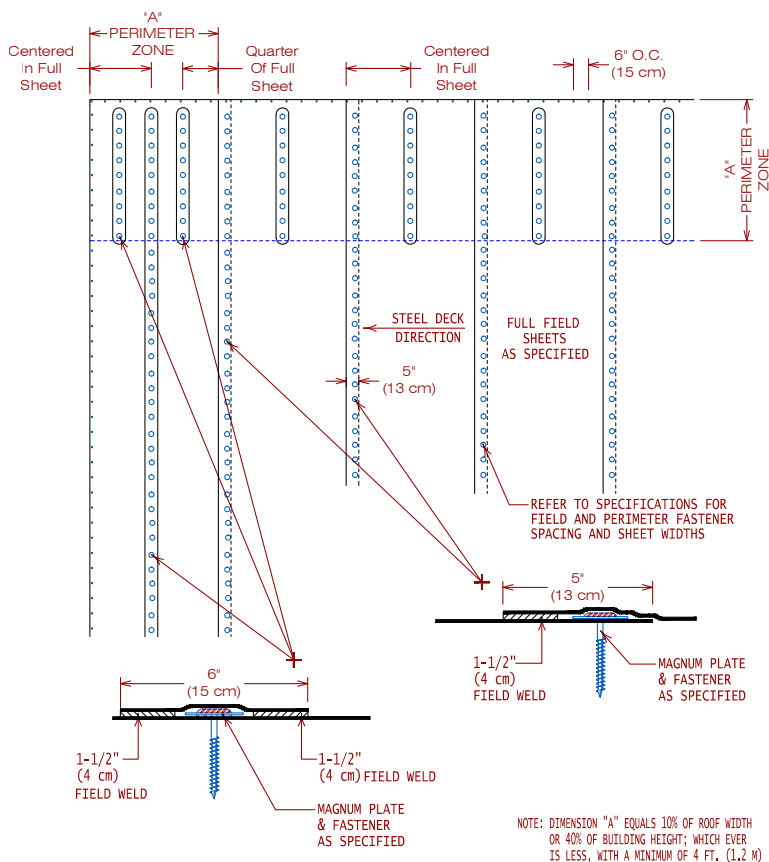 "A"
PERIMETER
ZONE
Centered
In Full
Sheet
Quarter
Of Full
Sheet
Centered
In Full
Sheet
6" O.C.
(15 cm)
"A"
PERIMETER
ZONE
STEEL DECK
DIRECTION
FULL FIELD
SHEETS
AS SPECIFIED
5"
(13 cm)
REFER TO SPECIFICATIONS FOR
FIELD AND PERIMETER FASTENER
SPACING AND SHEET WIDTHS
5"
(13 cm)
1-1/2"
(4 cm)
FIELD WELD
MAGNUM PLATE
& FASTENER
AS SPECIFIED
6"
(15 cm)
1-1/2"
(4 cm)
FIELD WELD
1-1/2"
(4 cm) FIELD WELD
MAGNUM PLATE
& FASTENER
AS SPECIFIED
NOTE: DIMENSION "A" EQUALS 10% OF ROOF WIDTH
OR 40% OF BUILDING HEIGHT; WHICH EVER
IS LESS, WITH A MINIMUM OF 4 FT. (1.2 M)